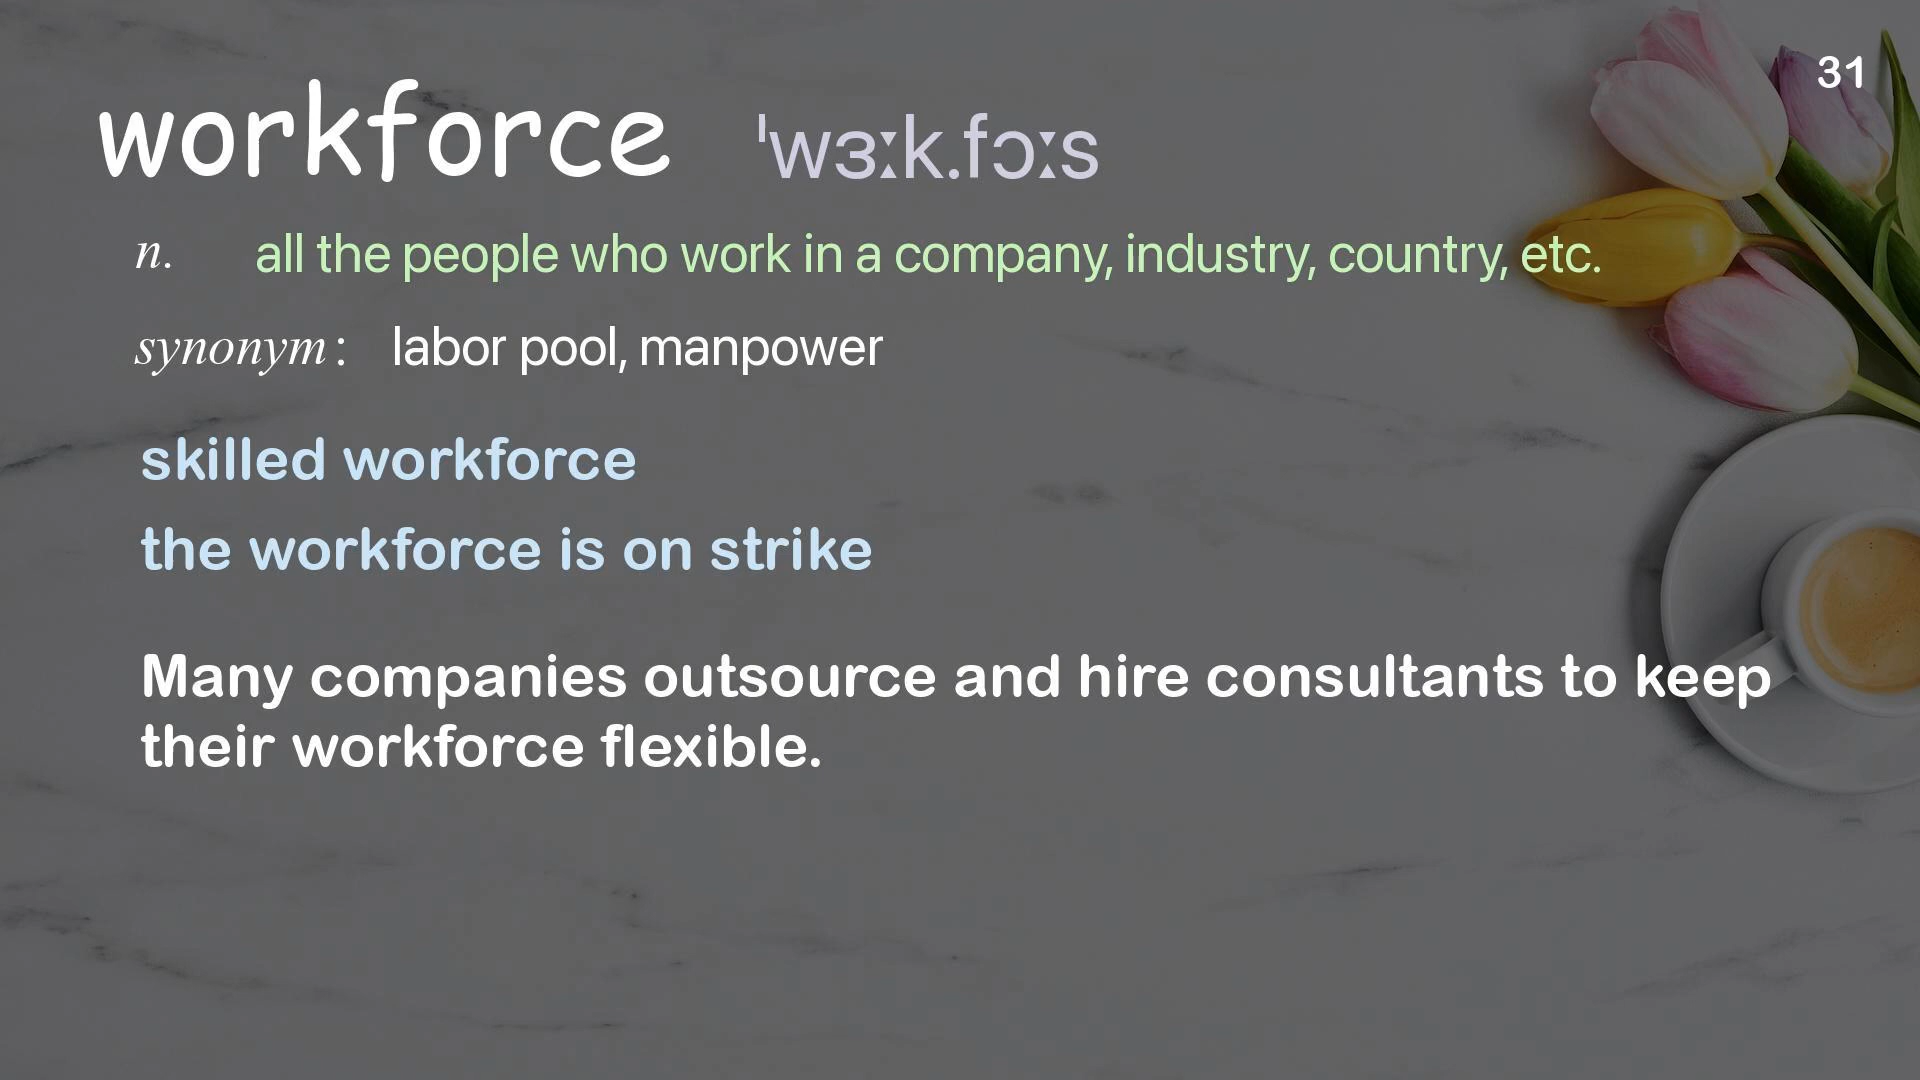 31
workforce ˈwɜːk.fɔːs
n. all the people who work in a company, industry, country, etc.
synonym: labor pool, manpower
skilled workforce
the workforce is on strike
Many companies outsource and hire consultants to keep
their workforce flexible.